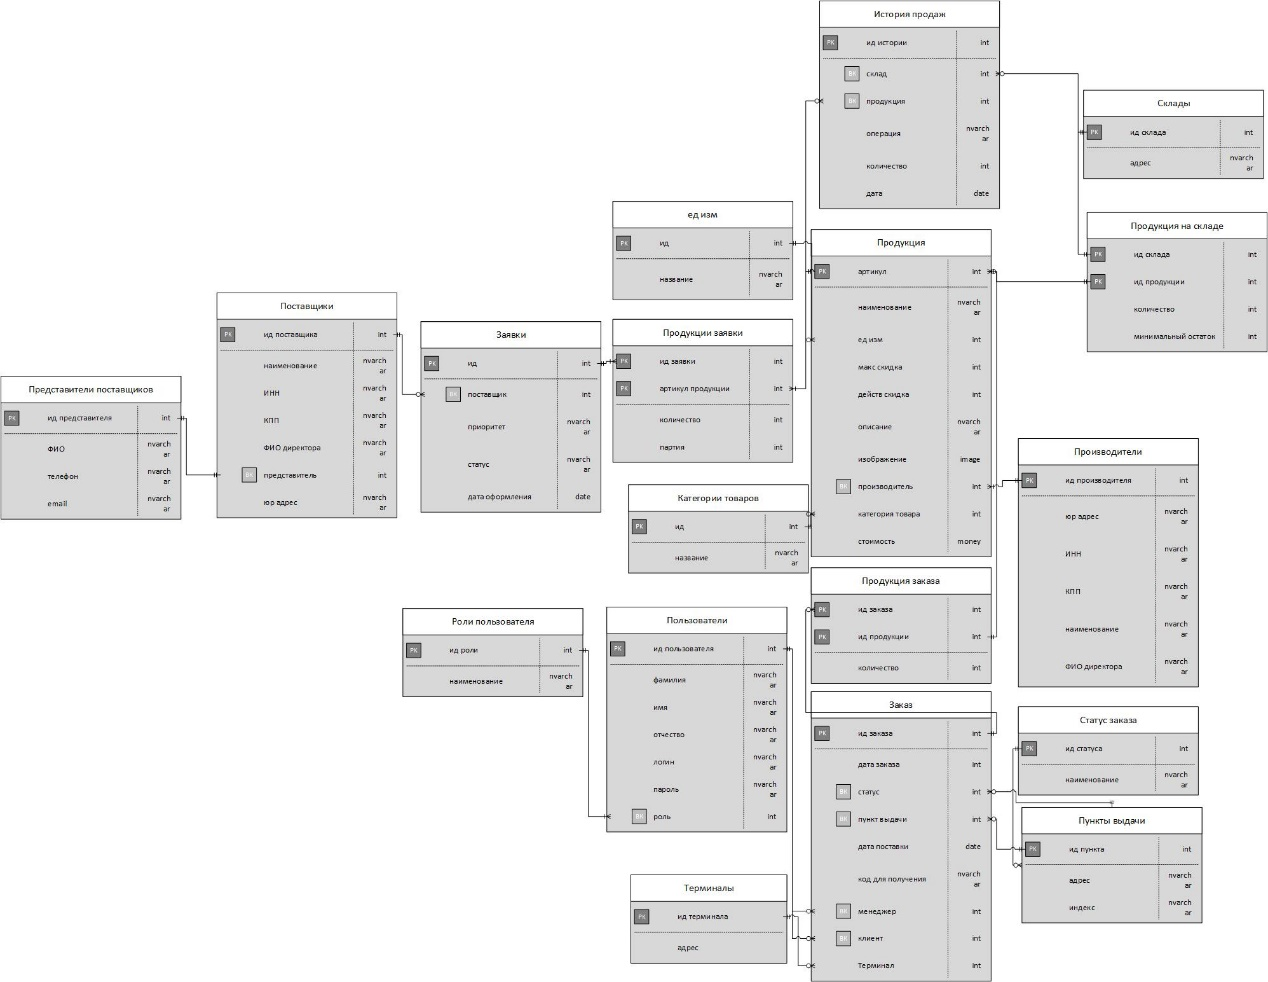 История продаж
PK ид истории int
ВК склад int
ВК продукция int
операция nvarch
ar
количество int
дата date
Склады
PK ид склада int
адрес nvarch
ar
ед изм
PK ид int
название nvarch
ar
Продукция
PK артикул int
наименование nvarch
ar
ед изм int
макс скидка int
действ скидка int
описание nvarch
ar
изображение image
ВК производитель int
категория товара int
стоимость money
Продукция на складе
PK ид склада int
PK ид продукции int
количество int
минимальный остаток int
Поставщики
PK ид поставщика int
наименование nvarch
ar
ИНН nvarch
ar
КПП nvarch
ar
ФИО директора nvarch
ar
ВК представитель int
юр адрес nvarch
ar
Заявки
PK ид int
ВК поставщик int
приоритет nvarch
ar
статус nvarch
ar
дата оформления date
Продукции заявки
PK ид заявки int
PK артикул продукции int
количество int
партия int
Представители поставщиков
PK ид представителя int
ФИО nvarch
ar
телефон nvarch
ar
email nvarch
ar
Категории товаров
PK ид int
название nvarch
ar
Производители
PK ид производителя int
юр адрес nvarch
ar
ИНН nvarch
ar
КПП nvarch
ar
наименование nvarch
ar
ФИО директора nvarch
ar
Продукция заказа
PK ид заказа int
PK ид продукции int
количество int
Роли пользователя
PK ид роли int
наименование nvarch
ar
Пользователи
PK ид пользователя int
фамилия nvarch
ar
имя nvarch
ar
отчество nvarch
ar
логин nvarch
ar
пароль nvarch
ar
ВК роль int
Заказ
PK ид заказа int
дата заказа int
ВК статус int
ВК пункт выдачи int
дата поставки date
код для получения nvarch
ar
ВК менеджер int
ВК клиент int
Терминал int
Статус заказа
PK ид статуса int
наименование nvarch
ar
Пункты выдачи
PK ид пункта int
адрес nvarch
ar
индекс nvarch
ar
Терминалы
PK ид терминала int
адрес